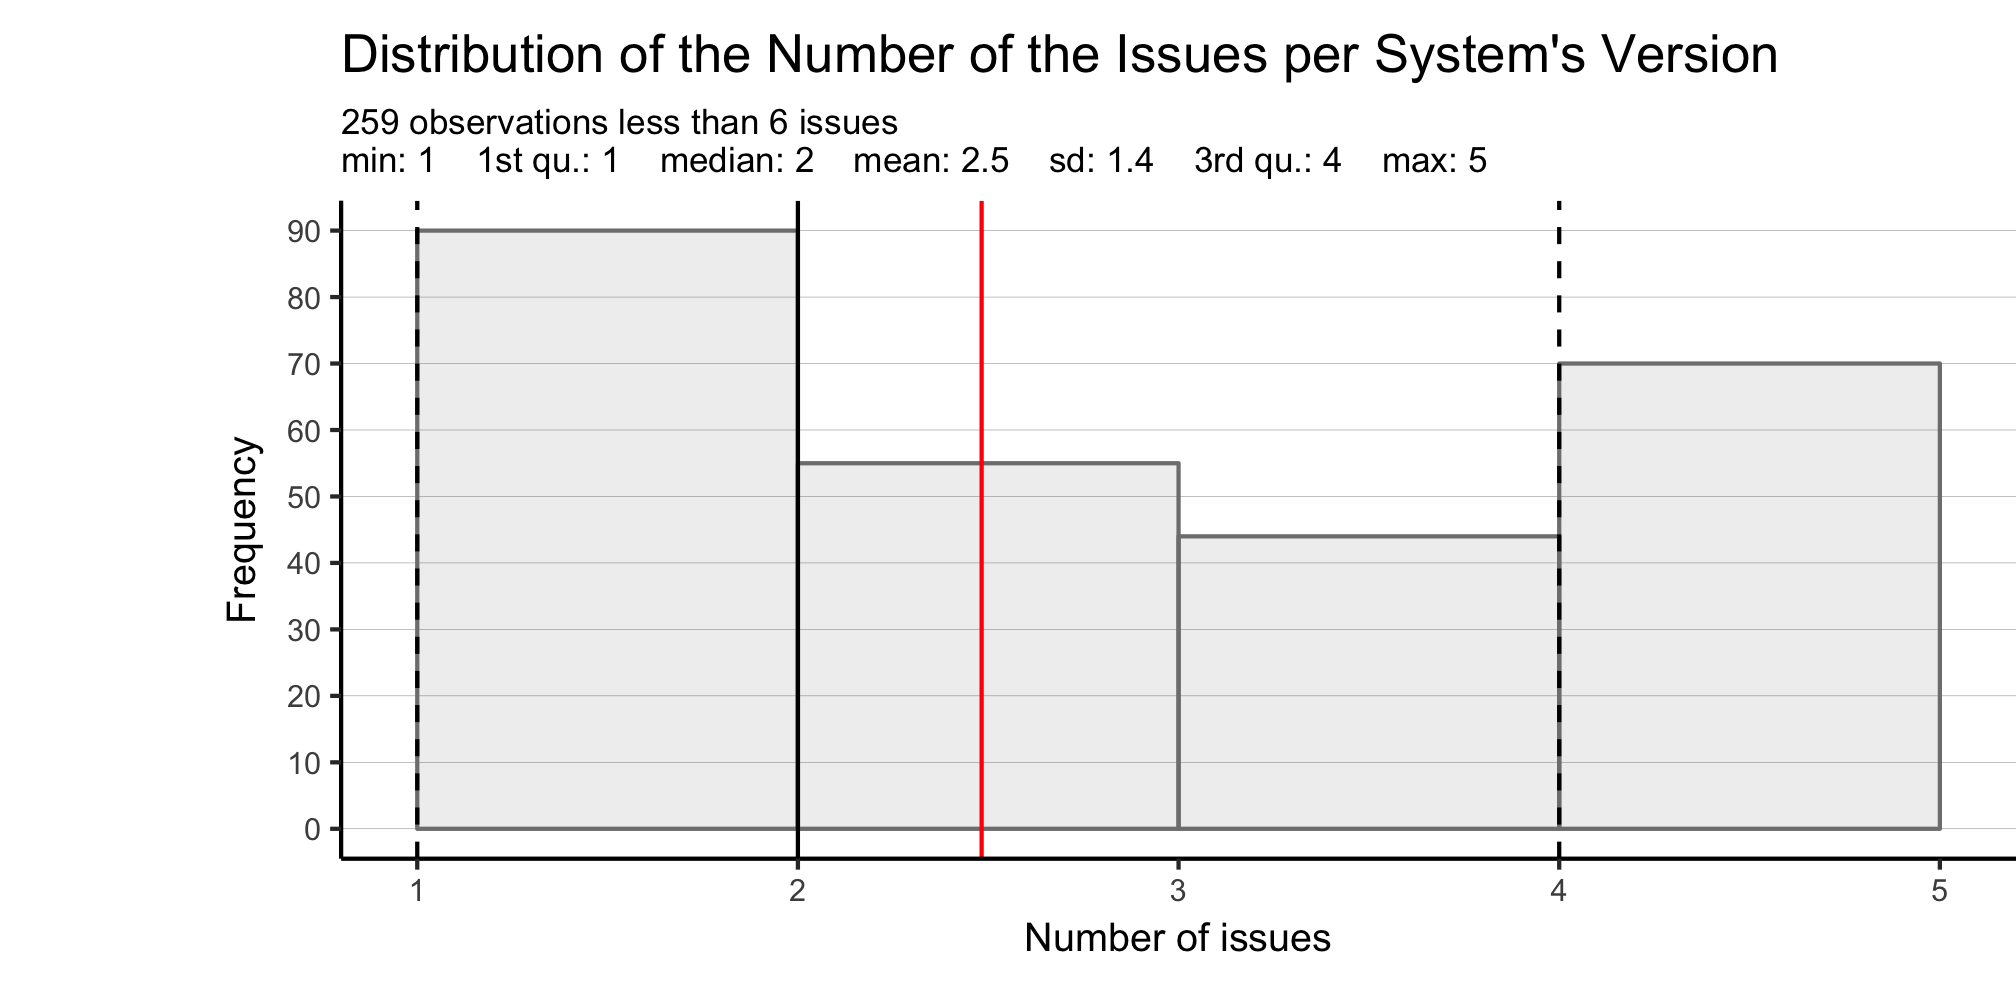 Distribution of the Number of the Issues per System's Version
259 observations less than 6 issues
min: 1 1st qu.: 1 median: 2 mean: 2.5 sd: 1.4 3rd qu.: 4 max: 5
90
80
70
60
50
40
30
20
10
0
Frequency
1 2 3 4 5
Number of issues